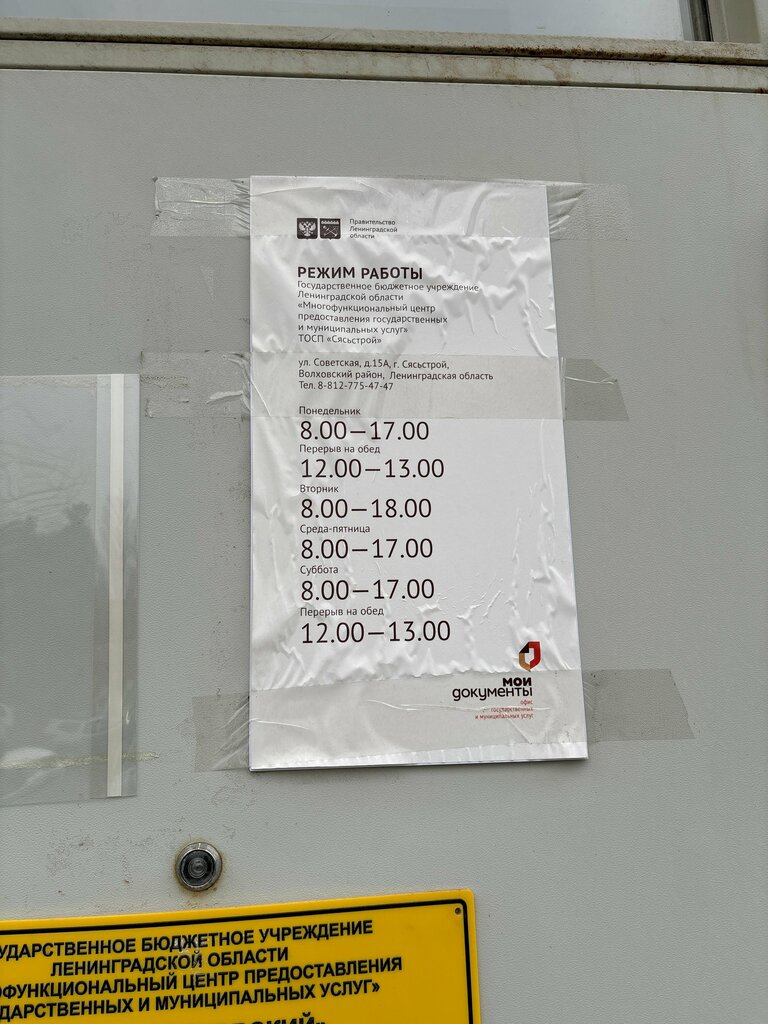 Правительство
Ленинградской
области
РЕЖИМ РАБОТЫ
Государственное бюджетное учреждение
Ленинградской области
«Многофункциональный центр
предоставления государственных
и муниципальных услуг»
ТОСП «Сясьстрой»
ул. Советская, д.15А, г. Сясьстрой,
Волховский район, Ленинградская область
Тел. 8-812-775-47-47
Понедельник
8.00—17.00
Перерыв на обед
12.00—13.00
Вторник
8.00—18.00
Среда-пятница
8.00—17.00
Суббота
8.00—17.00
Перерыв на обед
12.00—13.00
мои
документы
офис
государственных
и муниципальных услуг
УДАРСТВЕННОЕ БЮДЖЕТНОЕ УЧРЕЖДЕНИЕ
ЛЕНИНГРАДСКОЙ ОБЛАСТИ
ФУНКЦИОНАЛЬНЫЙ ЦЕНТР ПРЕДОСТАВЛЕНИЯ
ДАРСТВЕННЫХ И МУНИЦИПАЛЬНЫХ УСЛУГ»